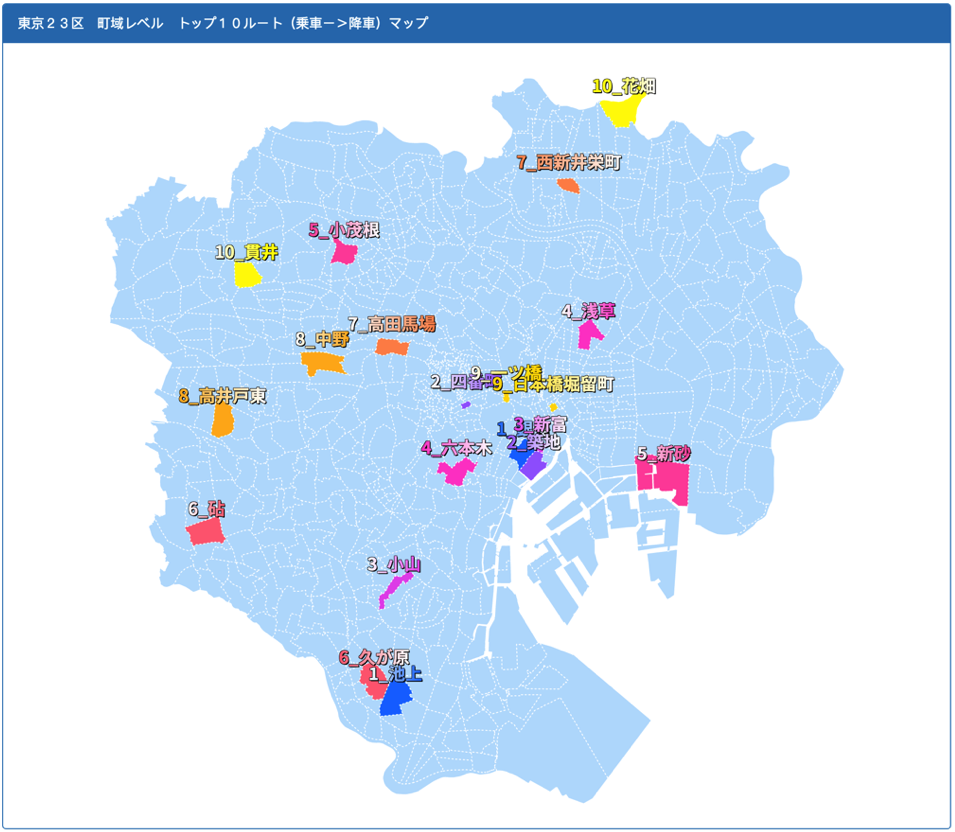 東京２３区　町域レベル　トップ１０ルート（乗車ー＞降車）マップ
10_花畑
7_西新井栄町
5_小茂根
10_貫井
4_浅草
7_高田馬場
8_中野
9_一ツ橋
2_四番町
9_日本橋堀留町
8_高井戸東
3_新富
1_
2_築地
4_六本木
5_新砂
6_砧
3_小山
6_久が原
1_池上